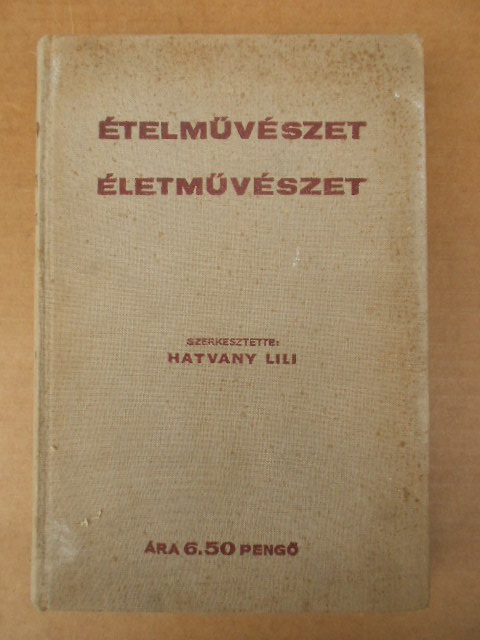 ÉTELMŰVÉSZET
ÉLETMŰVÉSZET
SZERKESZTETTE:
HATVANY LILI
ÁRA 6.50 PENGŐ